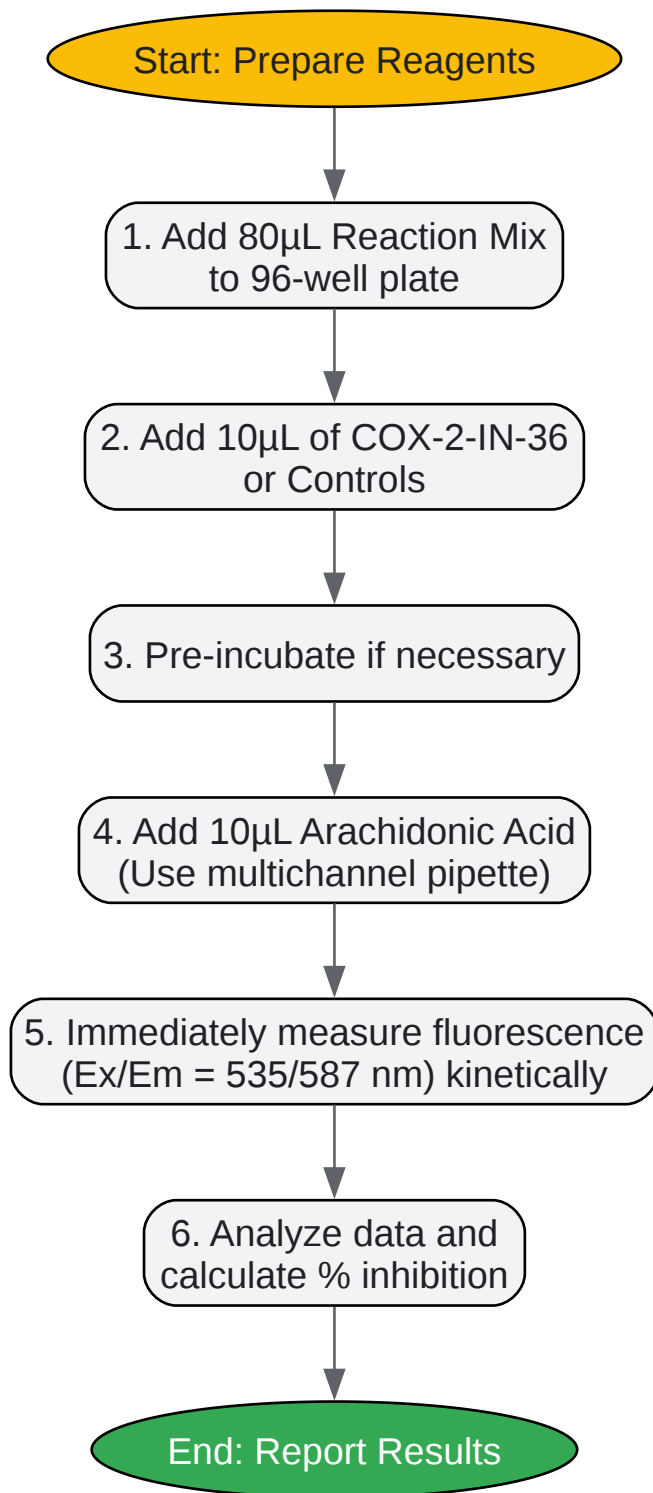 Start: Prepare Reagents
1. Add 80µL Reaction Mix
to 96-well plate
2. Add 10µL of COX-2-IN-36
or Controls
3. Pre-incubate if necessary
4. Add 10µL Arachidonic Acid
(Use multichannel pipette)
5. Immediately measure fluorescence
(Ex/Em = 535/587 nm) kinetically
6. Analyze data and
calculate % inhibition
End: Report Results